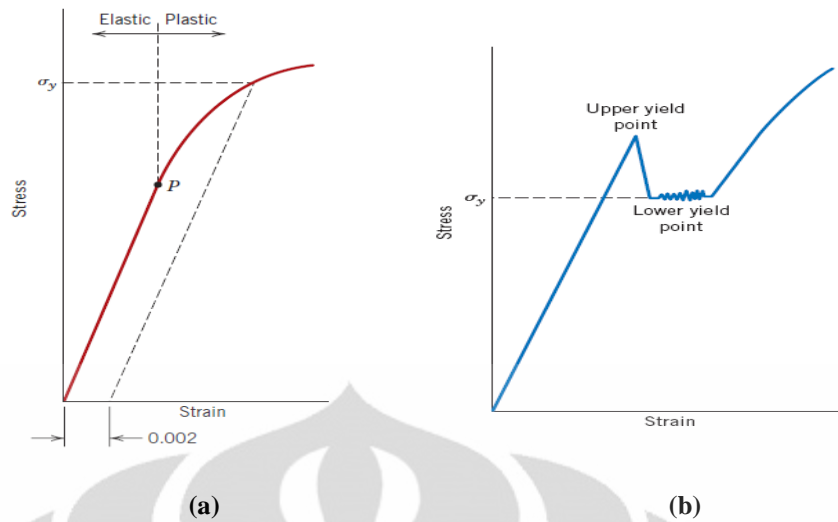 Elastic Plastic
σy
P
Stress
Strain
0.002
(a)
Upper yield
point
σy
Lower yield
point
Stress
Strain
(b)